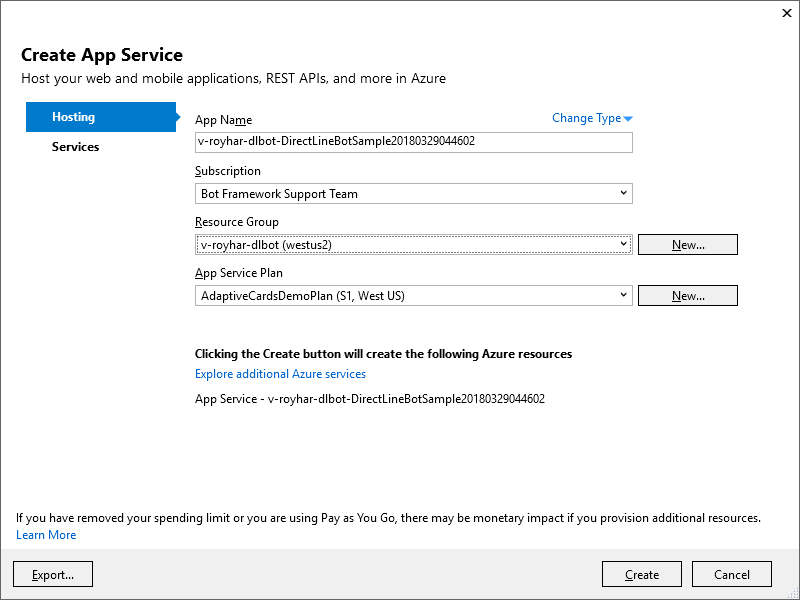 Create App Service
Host your web and mobile applications, REST APIs, and more in Azure
Hosting
Services
App Name
Change Type
v-royhar-dlbot-DirectLineBotSample20180329044602
Subscription
Bot Framework Support Team
Resource Group
v-royhar-dlbot (westus2)
New...
App Service Plan
AdaptiveCardsDemoPlan (S1, West US)
New...
Clicking the Create button will create the following Azure resources
Explore additional Azure services
App Service - v-royhar-dlbot-DirectLineBotSample20180329044602
If you have removed your spending limit or you are using Pay as You Go, there may be monetary impact if you provision additional resources.
Learn More
Export...
Create
Cancel